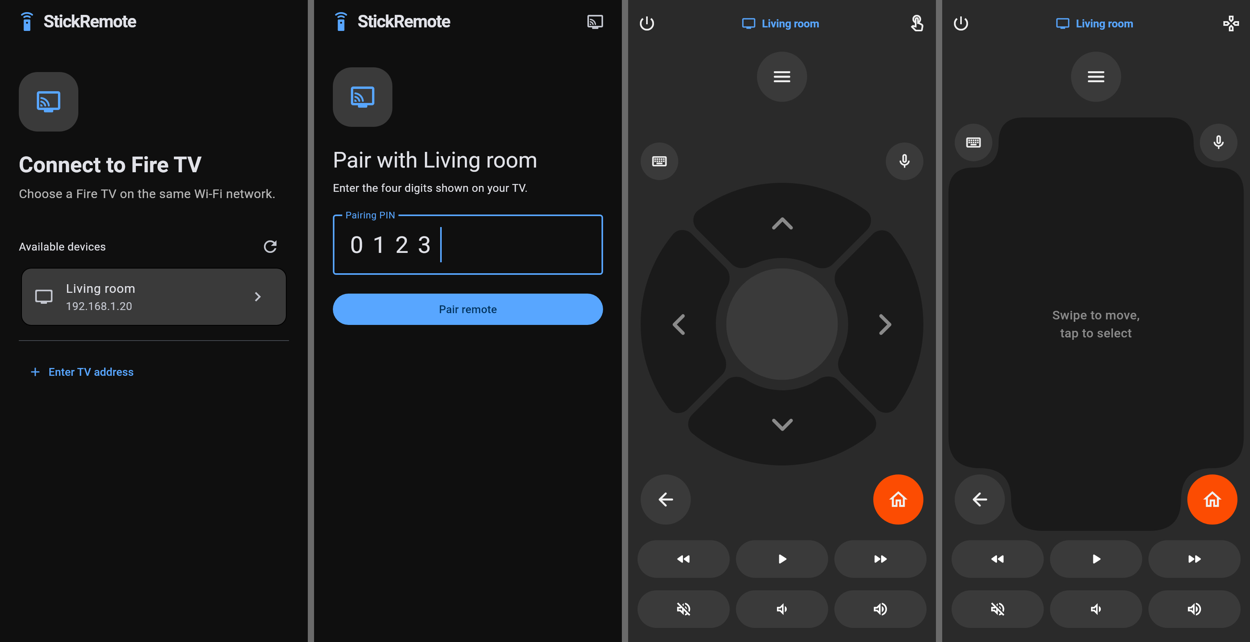 StickRemote
Connect to Fire TV
Choose a Fire TV on the same Wi-Fi network.
Available devices
Living room
192.168.1.20
+ Enter TV address
StickRemote
Pair with Living room
Enter the four digits shown on your TV.
Pairing PIN
0 1 2 3
Pair remote
Living room
Living room
Swipe to move,
tap to select